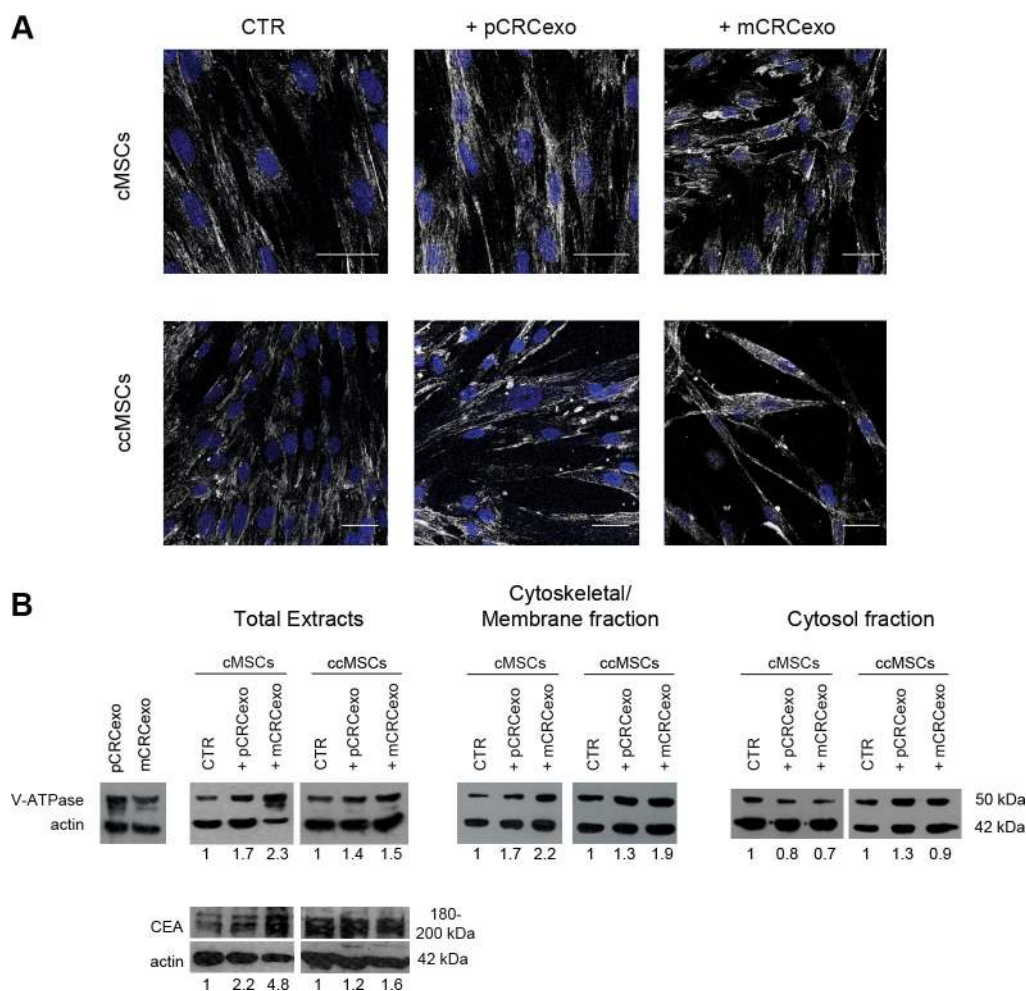 A
CTR
+ pCRCexo
+ mCRCexo
cMSCs
ccMSCs
B
Total Extracts
Cytoskeletal/
Membrane fraction
Cytosol fraction
cMSCs ccMSCs cMSCs ccMSCs cMSCs ccMSCs
pCRCexo mCRCexo CTR + pCRCexo + mCRCexo CTR + pCRCexo + mCRCexo CTR + pCRCexo + mCRCexo CTR + pCRCexo + mCRCexo CTR + pCRCexo + mCRCexo CTR + pCRCexo + mCRCexo
V-ATPase 50 kDa
actin 42 kDa
1 1.7 2.3 1 1.4 1.5 1 1.7 2.2 1 1.3 1.9 1 0.8 0.7 1 1.3 0.9
CEA 180-
200 kDa
actin 42 kDa
1 2.2 4.8 1 1.2 1.6